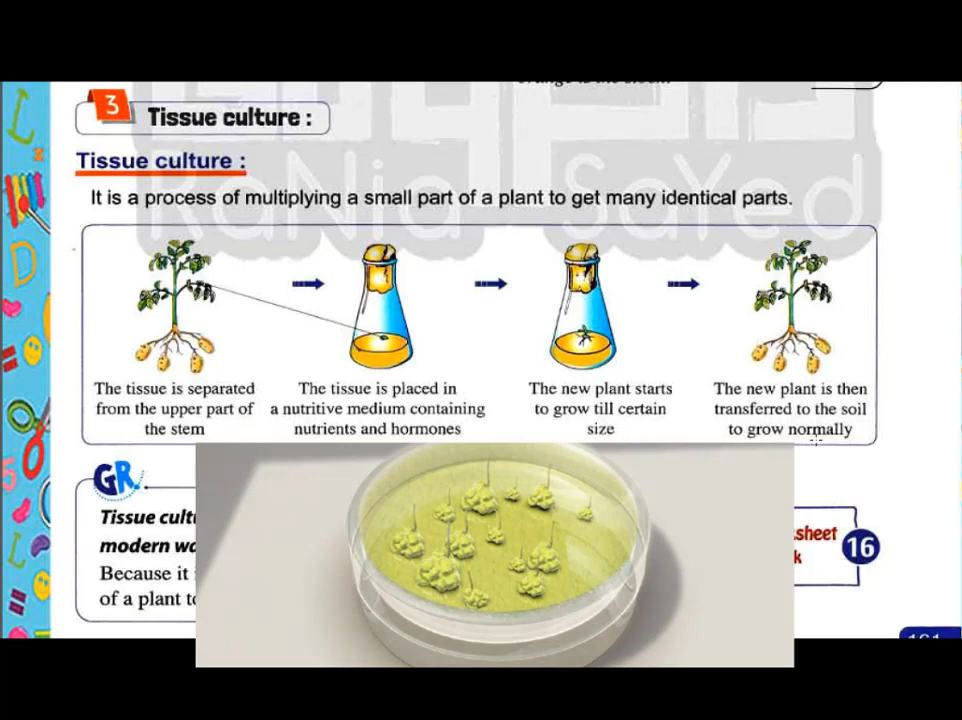 3
Tissue culture :
Tissue culture :
It is a process of multiplying a small part of a plant to get many identical parts.
RaNia SaYed
The tissue is separated
from the upper part of
the stem
The tissue is placed in
a nutritive medium containing
nutrients and hormones
The new plant starts
to grow till certain
size
The new plant is then
transferred to the soil
to grow normally
GR.
Tissue
modern
Because it
of a plant
sheet
16